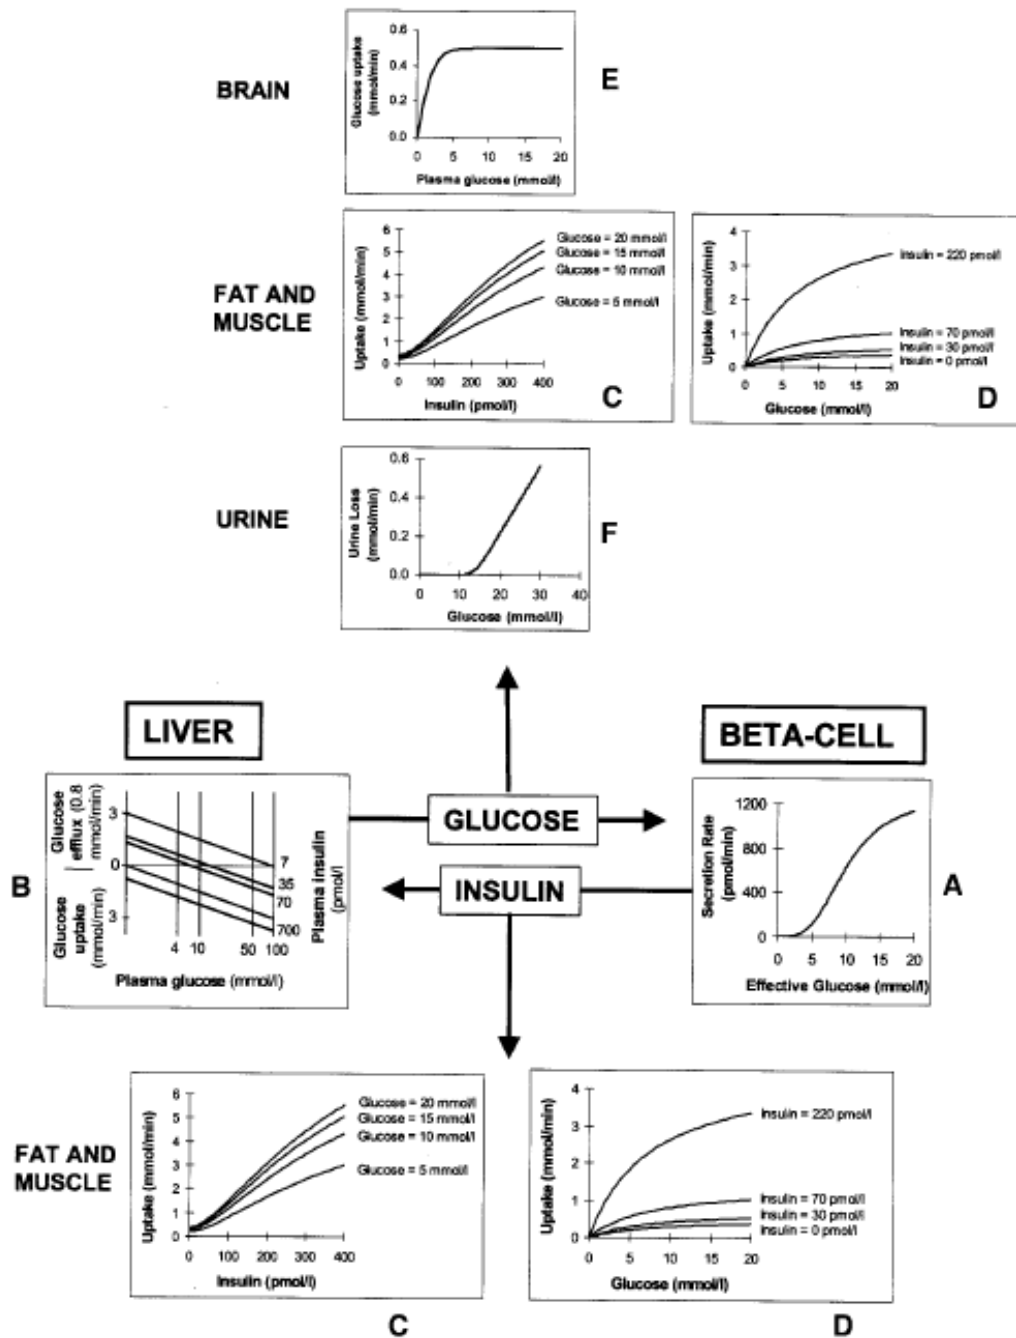 BRAIN
Glucose uptake
(mmol/min)
0.6
0.4
0.2
0.0
0 5 10 15 20
Plasma glucose (mmol/l)
E
FAT AND
MUSCLE
Uptake (mmol/min)
6
5
4
3
2
1
0
0 100 200 300 400
Insulin (pmol/l)
Glucose = 20 mmol/l
Glucose = 15 mmol/l
Glucose = 10 mmol/l
Glucose = 5 mmol/l
C
Uptake (mmol/min)
4
3
2
1
0
0 5 10 15 20
Glucose (mmol/l)
Insulin = 220 pmol/l
Insulin = 70 pmol/l
Insulin = 30 pmol/l
Insulin = 0 pmol/l
D
URINE
Urine Loss
(mmol/min)
0.6
0.4
0.2
0.0
0 10 20 30 40
Glucose (mmol/l)
F
LIVER
BETA-CELL
GLUCOSE
INSULIN
B
Glucose
uptake
(mmol/min)
Glucose
efflux (0.8
mmol/min)
3
0
3
4 10 50 100
Plasma glucose (mmol/l)
7
35
70
700
Plasma insulin
(pmol/l)
Secretion Rate
(pmol/min)
1200
800
400
0
0 5 10 15 20
Effective Glucose (mmol/l)
A
FAT AND
MUSCLE
Uptake (mmol/min)
6
5
4
3
2
1
0
0 100 200 300 400
Insulin (pmol/l)
Glucose = 20 mmol/l
Glucose = 15 mmol/l
Glucose = 10 mmol/l
Glucose = 5 mmol/l
C
Uptake (mmol/min)
4
3
2
1
0
0 5 10 15 20
Glucose (mmol/l)
Insulin = 220 pmol/l
Insulin = 70 pmol/l
Insulin = 30 pmol/l
Insulin = 0 pmol/l
D